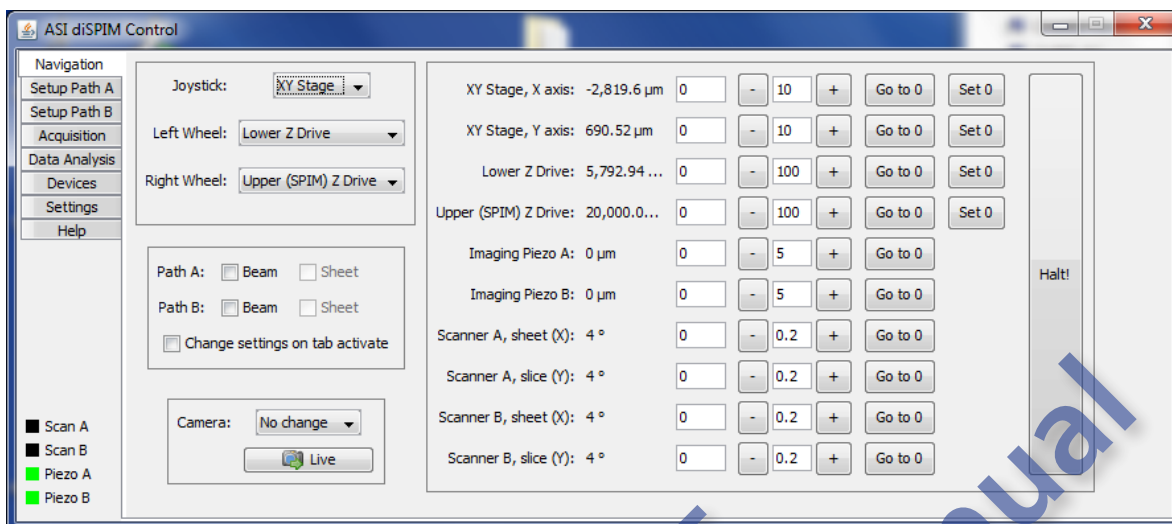 ASI diSPIM Control
Navigation
Setup Path A
Setup Path B
Acquisition
Data Analysis
Devices
Settings
Help
Scan A
Scan B
Piezo A
Piezo B
Joystick: XY Stage
Left Wheel: Lower Z Drive
Right Wheel: Upper (SPIM) Z Drive
Path A: Beam Sheet
Path B: Beam Sheet
Change settings on tab activate
Camera: No change
Live
XY Stage, X axis: -2,819.6 µm 0 - 10 + Go to 0 Set 0
XY Stage, Y axis: 690.52 µm 0 - 10 + Go to 0 Set 0
Lower Z Drive: 5,792.94 ... 0 - 100 + Go to 0 Set 0
Upper (SPIM) Z Drive: 20,000.0... 0 - 100 + Go to 0 Set 0
Imaging Piezo A: 0 µm 0 - 5 + Go to 0
Imaging Piezo B: 0 µm 0 - 5 + Go to 0
Scanner A, sheet (X): 4 º 0 - 0.2 + Go to 0
Scanner A, slice (Y): 4 º 0 - 0.2 + Go to 0
Scanner B, sheet (X): 4 º 0 - 0.2 + Go to 0
Scanner B, slice (Y): 4 º 0 - 0.2 + Go to 0
Halt!